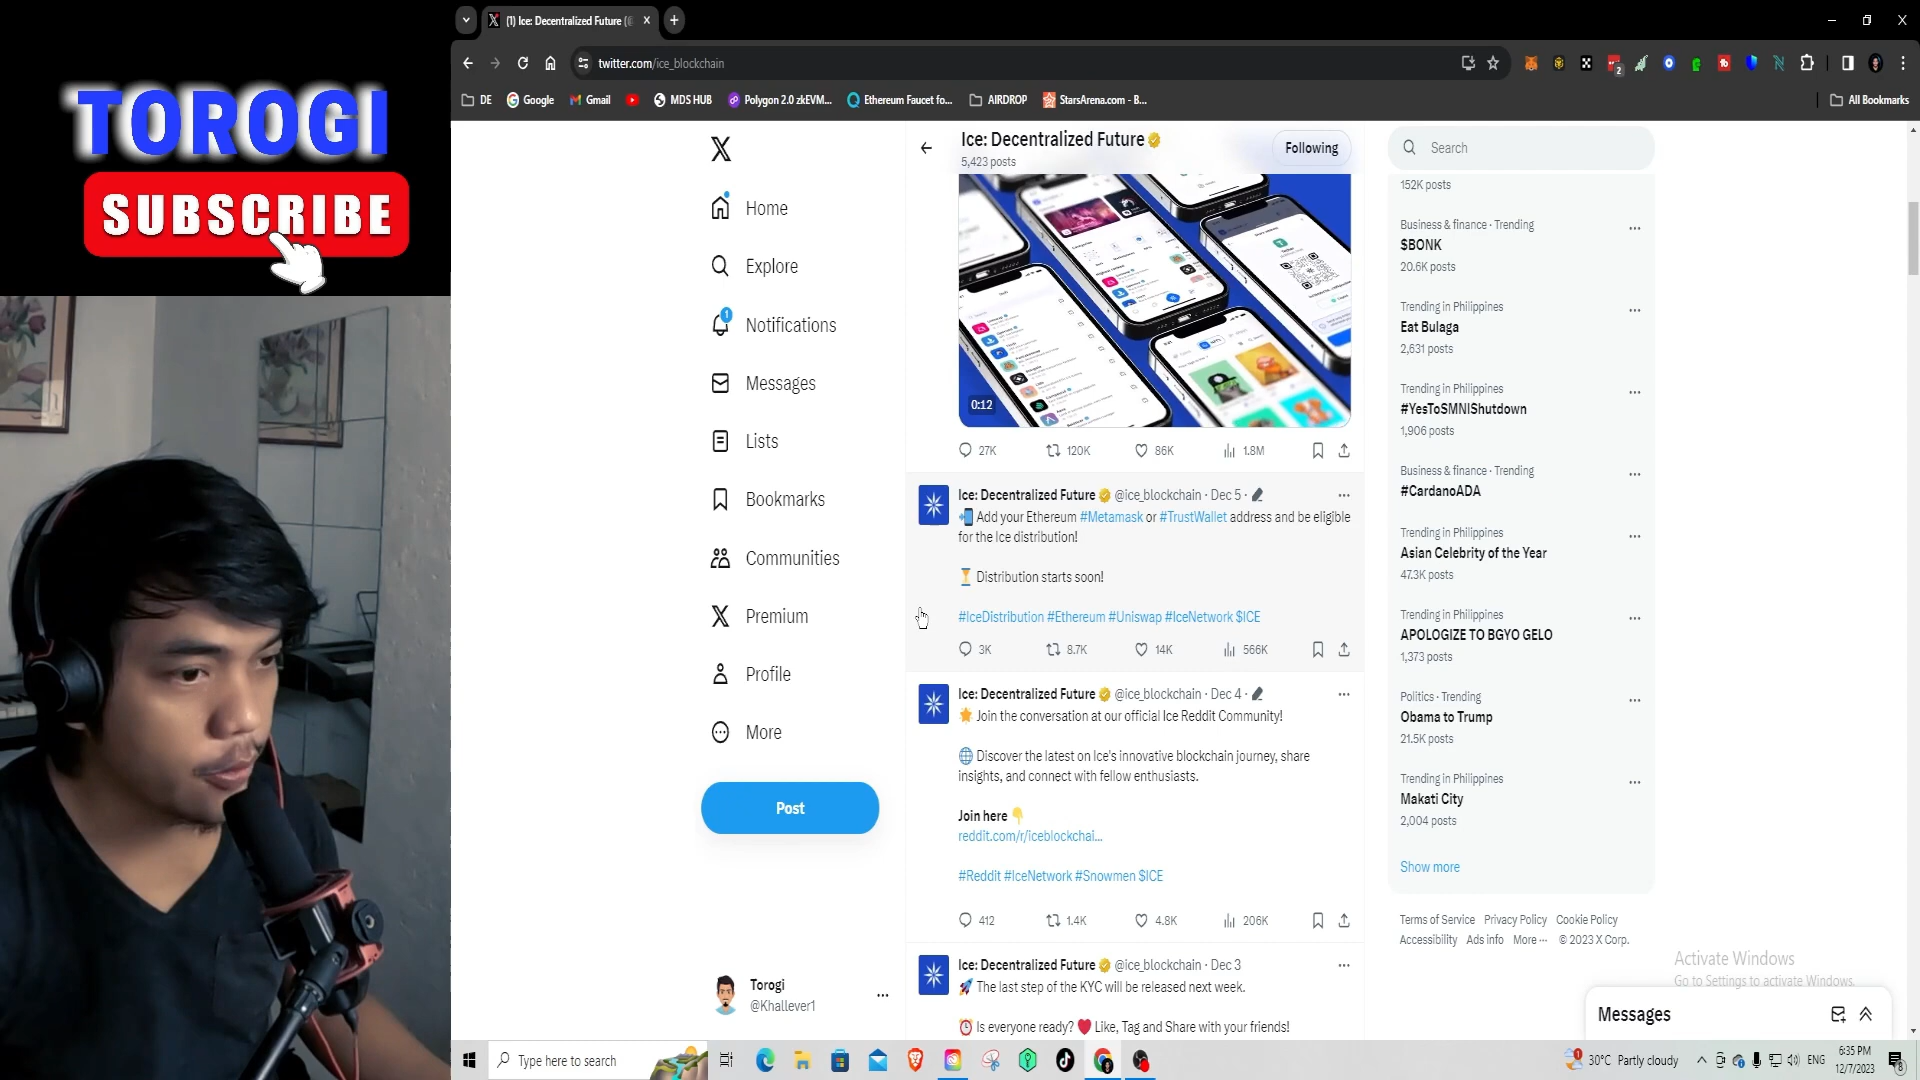 TOROGI
SUBSCRIBE
(1) Ice: Decentralized Future (@
twitter.com/ice_blockchain
DE
Google
Gmail
MDS HUB
Polygon 2.0 zkEVM...
Ethereum Faucet fo...
AIRDROP
StarsArena.com - B...
All Bookmarks
Home
Explore
Notifications
1
Messages
Lists
Bookmarks
Communities
Premium
Profile
More
Post
Torogi
@Khallever1
Ice: Decentralized Future
5,423 posts
Following
0:12
27K 120K 86K 1.8M
Ice: Decentralized Future @ice_blockchain · Dec 5 ·
Add your Ethereum #Metamask or #TrustWallet address and be eligible
for the Ice distribution!
Distribution starts soon!
#IceDistribution #Ethereum #Uniswap #IceNetwork $ICE
3K 8.7K 14K 566K
Ice: Decentralized Future @ice_blockchain · Dec 4 ·
Join the conversation at our official Ice Reddit Community!
Discover the latest on Ice's innovative blockchain journey, share
insights, and connect with fellow enthusiasts.
Join here
reddit.com/r/iceblockchai...
#Reddit #IceNetwork #Snowmen $ICE
412 1.4K 4.8K 206K
Ice: Decentralized Future @ice_blockchain · Dec 3
The last step of the KYC will be released next week.
Is everyone ready? Like, Tag and Share with your friends!
Search
152K posts
Business & finance · Trending
$BONK
20.6K posts
Trending in Philippines
Eat Bulaga
2,631 posts
Trending in Philippines
#YesToSMNIShutdown
1,906 posts
Business & finance · Trending
#CardanoADA
Trending in Philippines
Asian Celebrity of the Year
47.3K posts
Trending in Philippines
APOLOGIZE TO BGYO GELO
1,373 posts
Politics · Trending
Obama to Trump
21.5K posts
Trending in Philippines
Makati City
2,004 posts
Show more
Terms of Service Privacy Policy Cookie Policy
Accessibility Ads info More ··· © 2023 X Corp.
Activate Windows
Go to Settings to activate Windows.
Messages
Type here to search
30°C Partly cloudy
ENG
6:35 PM
12/7/2023